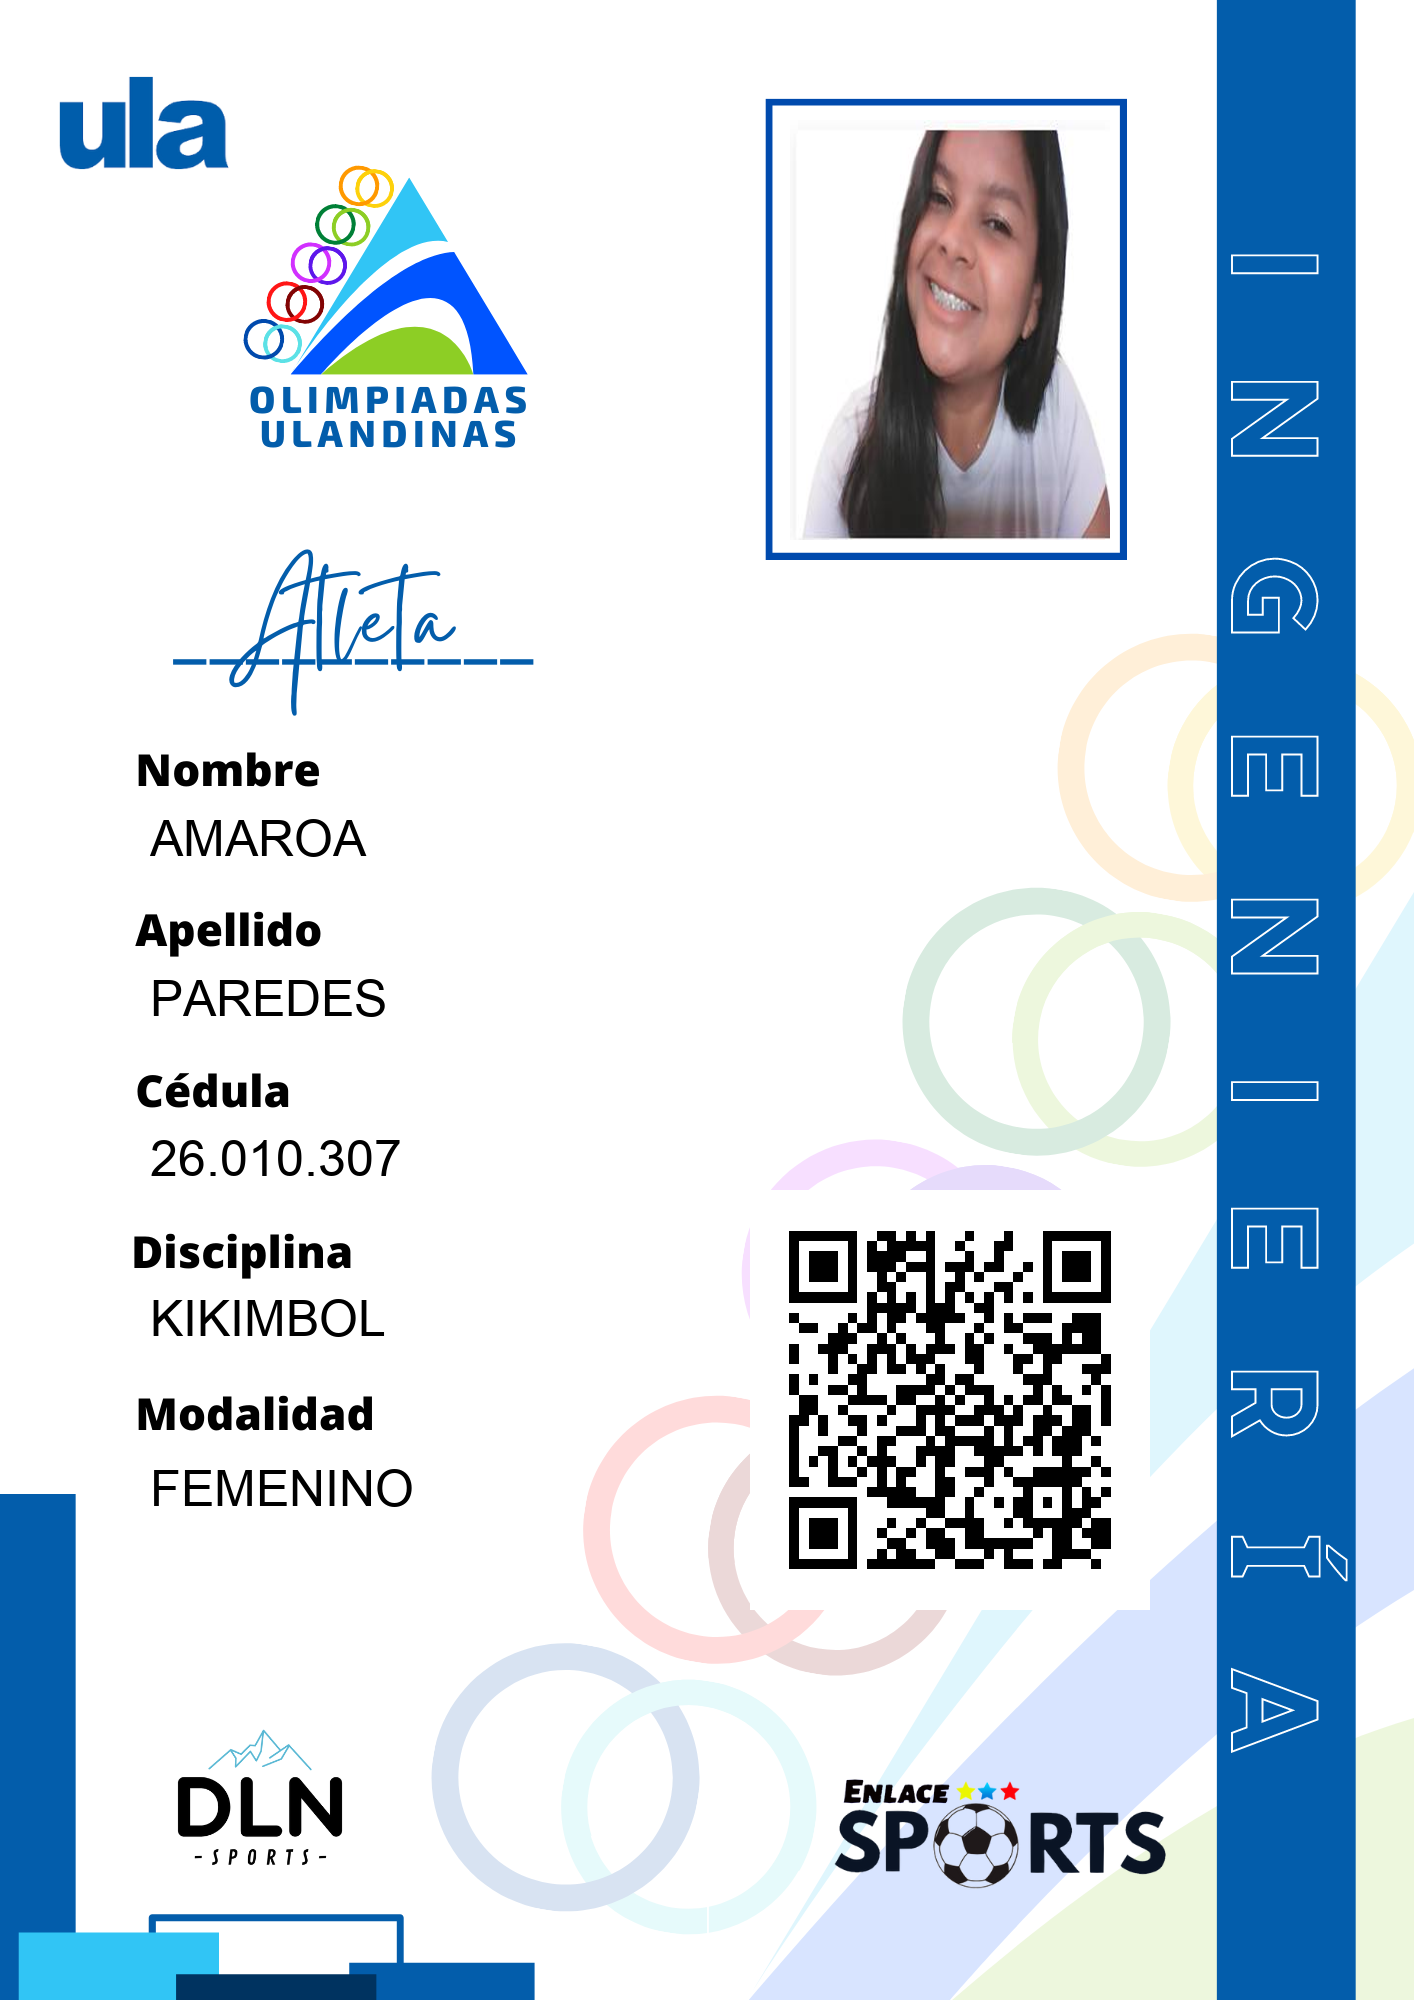 ula
OLIMPIADAS
ULANDINAS
Atleta
Nombre
AMAROA
Apellido
PAREDES
Cédula
26.010.307
Disciplina
KIKIMBOL
Modalidad
FEMENINO
INGENIERÍA
DLN
-SPORTS-
ENLACE
SPORTS